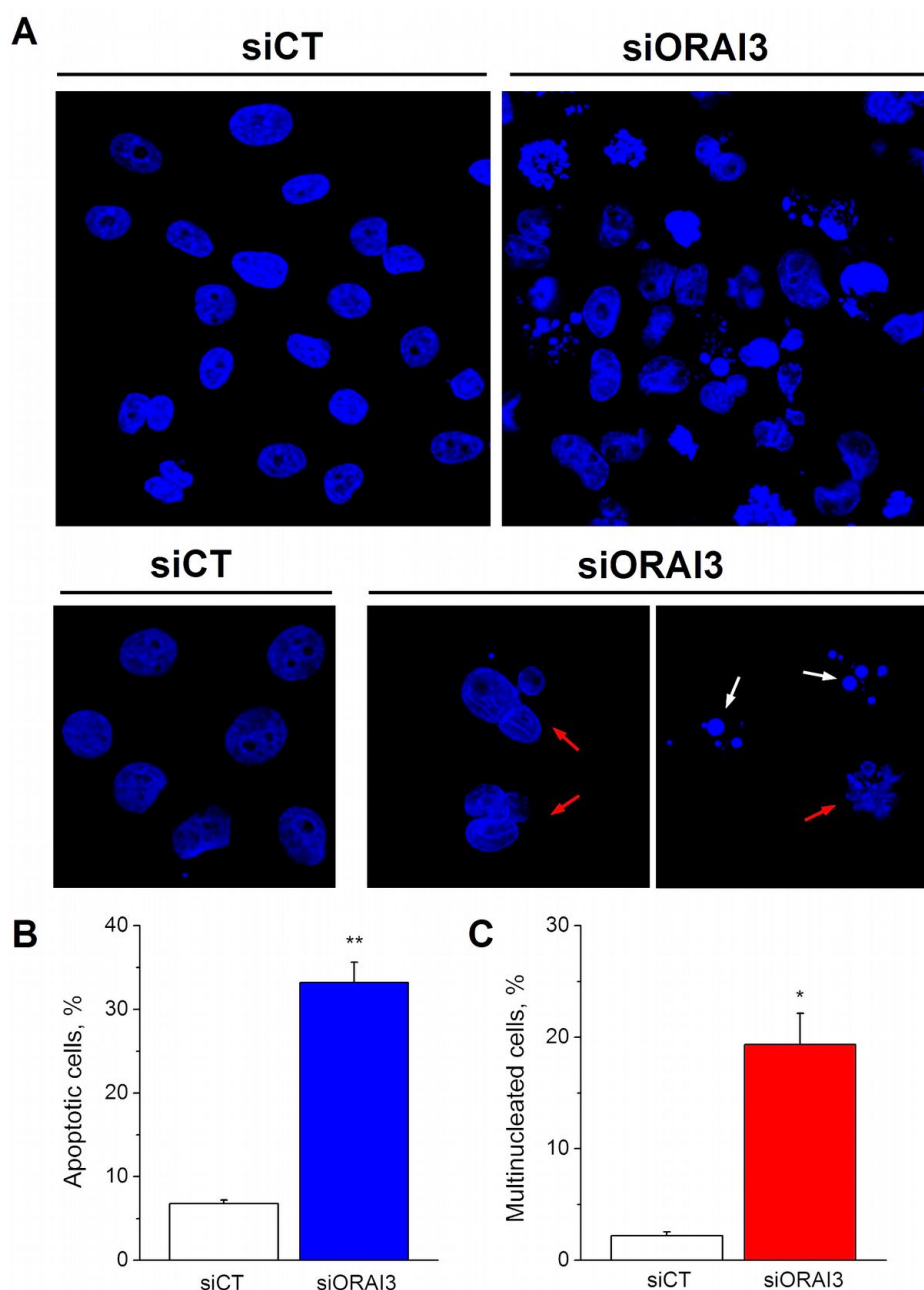 A
siCT siORAI3
siCT siORAI3
B
40
30
20
10
0
Apoptotic cells, %
**
siCT siORAI3
C
30
20
10
0
Multinucleated cells, %
*
siCT siORAI3